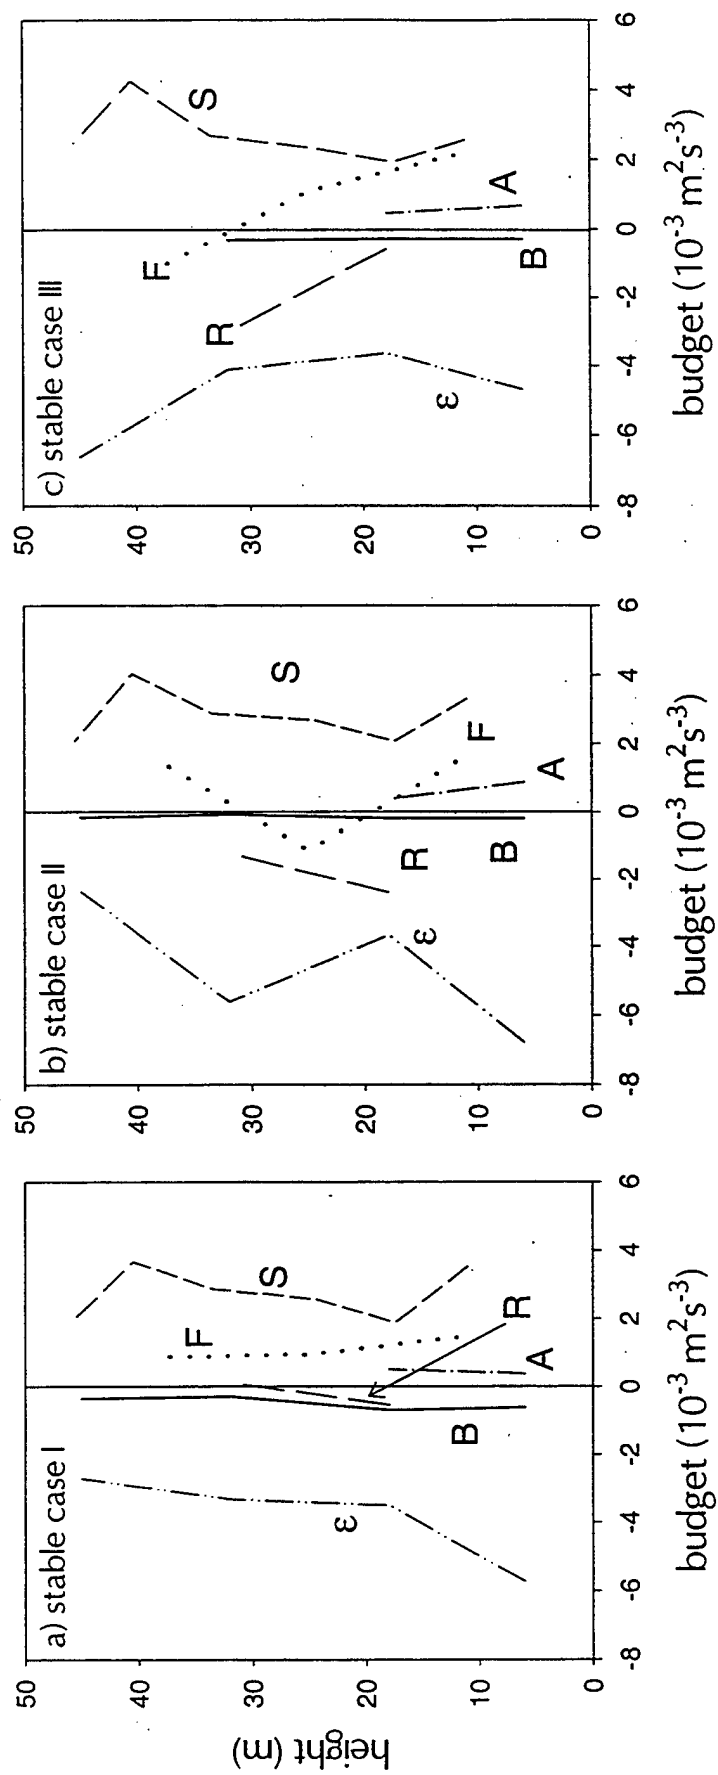 a) stable case I
height (m)
50
40
30
20
10
0
-8
-6
-4
-2
0
2
4
6
budget (10⁻³ m²s⁻³)
ε
B
F
S
A
R
b) stable case II
50
40
30
20
10
0
-8
-6
-4
-2
0
2
4
6
budget (10⁻³ m²s⁻³)
ε
R
B
S
F
A
c) stable case III
50
40
30
20
10
0
-8
-6
-4
-2
0
2
4
6
budget (10⁻³ m²s⁻³)
ε
R
F
B
A
S